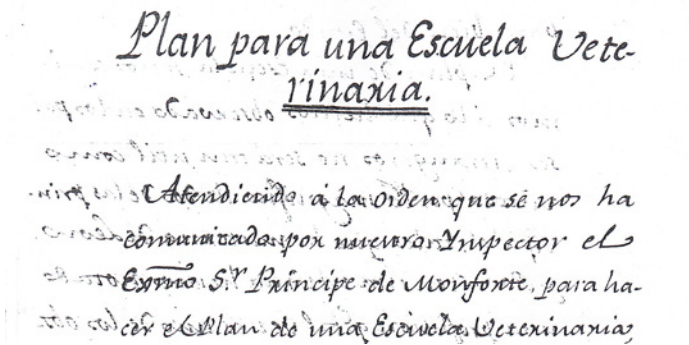 Plan para una Escuela Vete-
rinaria.
Atendiendo á la orden que se nos ha
comunicado por nuestro Ynspector el
Exmo Sr Principe de Monforte, para ha-
cer el Plan de una Escuela Veterinaria,